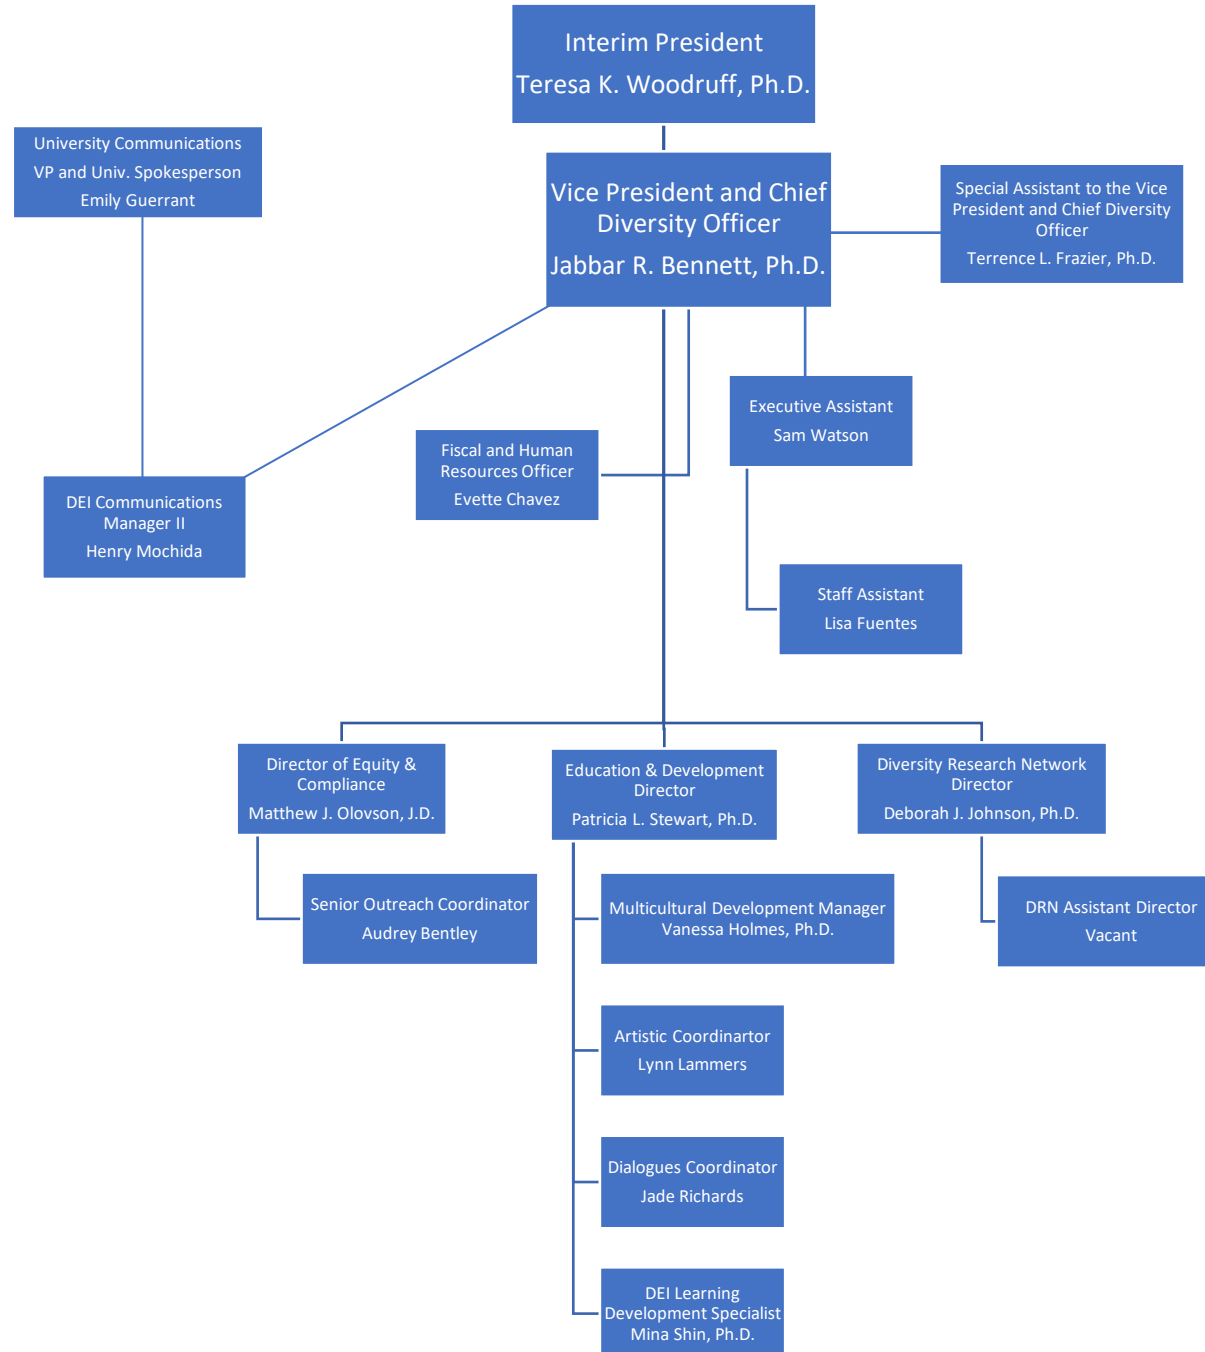 Interim President
Teresa K. Woodruff, Ph.D.
University Communications
VP and Univ. Spokesperson
Emily Guerrant
Vice President and Chief
Diversity Officer
Jabbar R. Bennett, Ph.D.
Special Assistant to the Vice
President and Chief Diversity
Officer
Terrence L. Frazier, Ph.D.
Executive Assistant
Sam Watson
Fiscal and Human
Resources Officer
Evette Chavez
DEI Communications
Manager II
Henry Mochida
Staff Assistant
Lisa Fuentes
Director of Equity &
Compliance
Matthew J. Olovson, J.D.
Education & Development
Director
Patricia L. Stewart, Ph.D.
Diversity Research Network
Director
Deborah J. Johnson, Ph.D.
Senior Outreach Coordinator
Audrey Bentley
Multicultural Development Manager
Vanessa Holmes, Ph.D.
DRN Assistant Director
Vacant
Artistic Coordinartor
Lynn Lammers
Dialogues Coordinator
Jade Richards
DEI Learning
Development Specialist
Mina Shin, Ph.D.